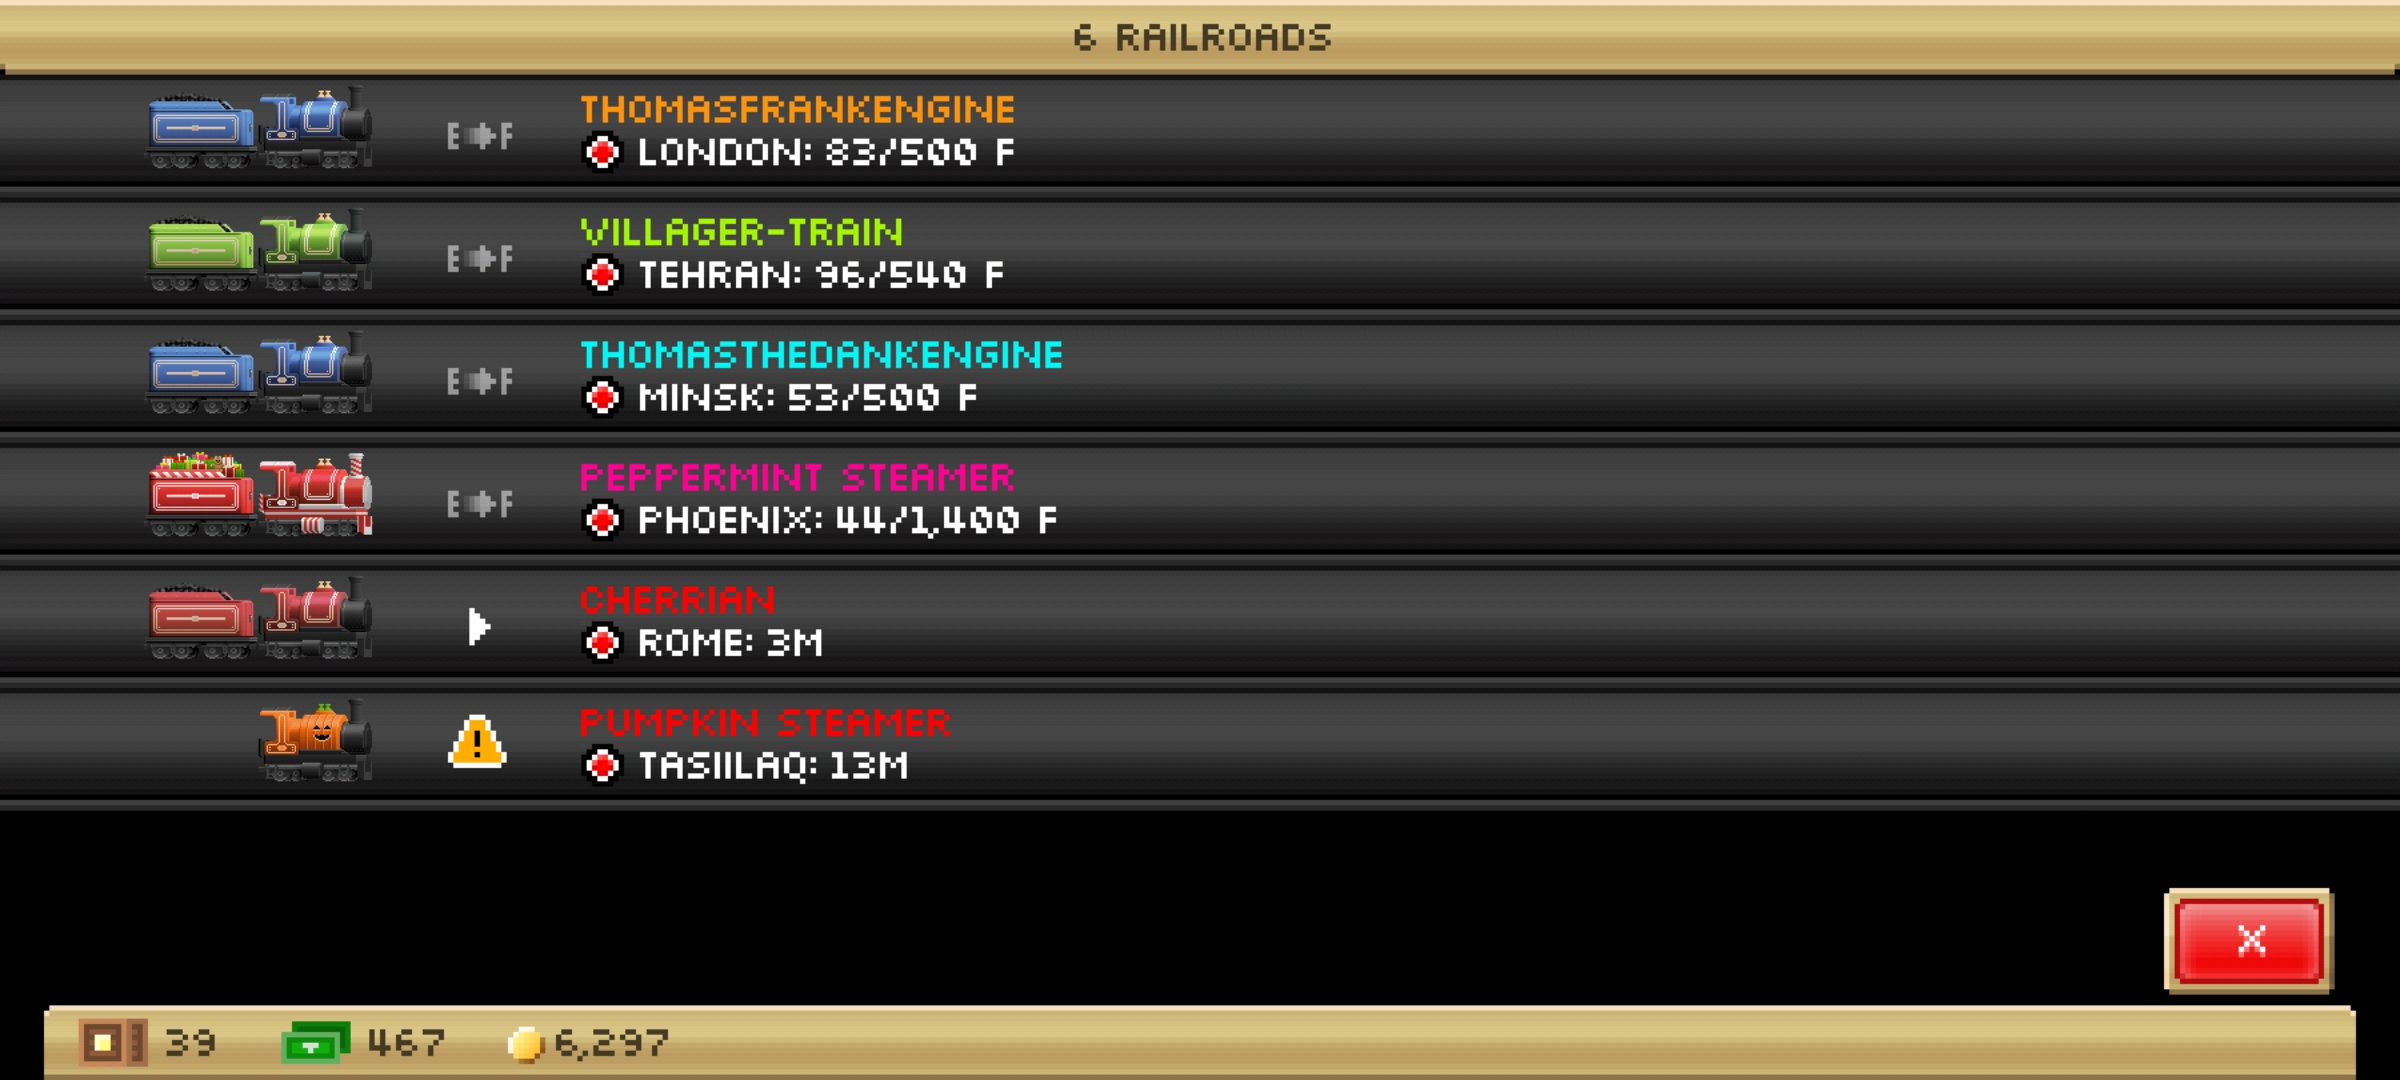 6 RAILROADS
E F
THOMASFRANKENGINE
LONDON: 83/500 F
E F
VILLAGER-TRAIN
TEHRAN: 96/540 F
E F
THOMASTHEDANKENGINE
MINSK: 53/500 F
E F
PEPPERMINT STEAMER
PHOENIX: 44/1,400 F
CHERRIAN
ROME: 3M
!
PUMPKIN STEAMER
TASIILAQ: 13M
X
39 467 6,297